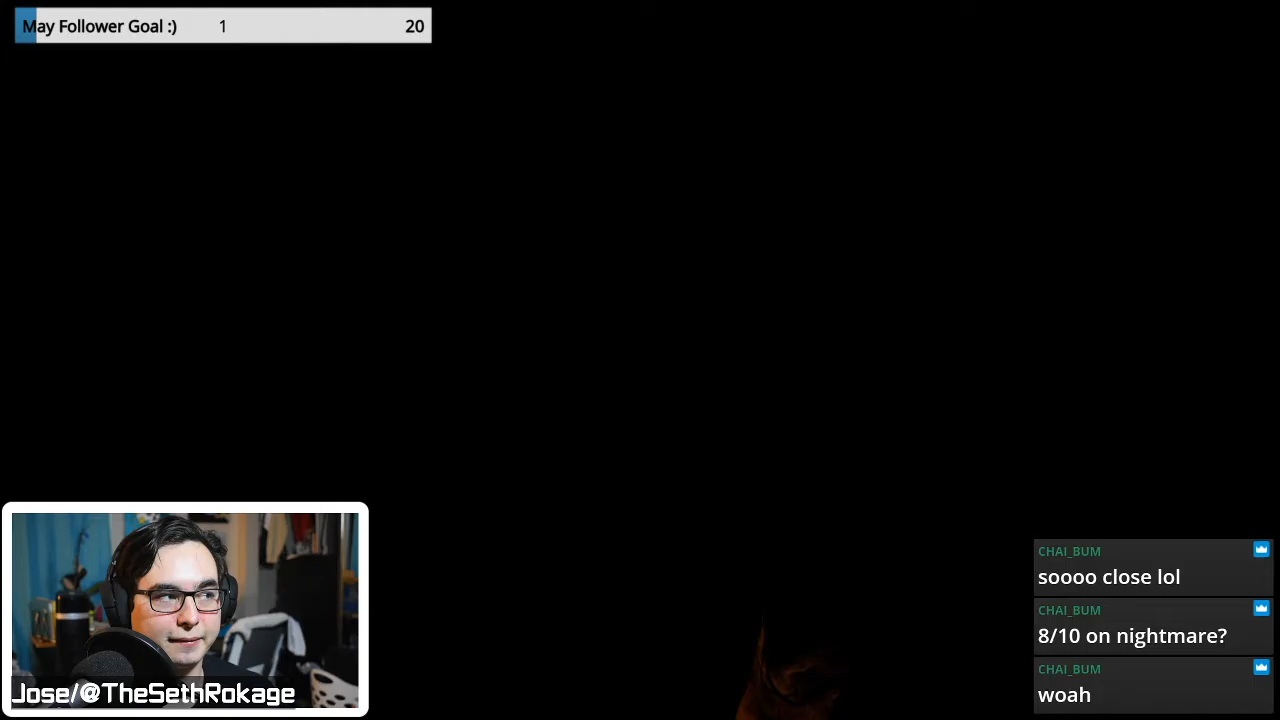 May Follower Goal :) 1 20
CHAI_BUM
soooo close lol
CHAI_BUM
8/10 on nightmare?
CHAI_BUM
woah
Jose/@TheSethRokage